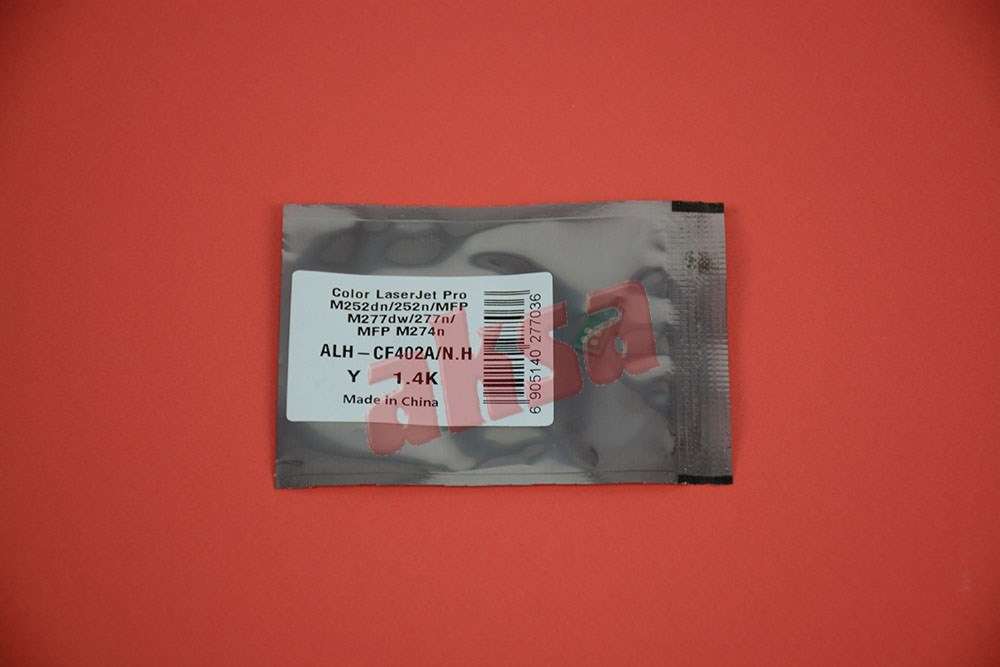 Color LaserJet Pro
M252dn/252n/MFP
M277dw/277n/
MFP M274n
ALH – CF402A/N.H
Y 1.4K
Made in China
6 905140 277036
aksa